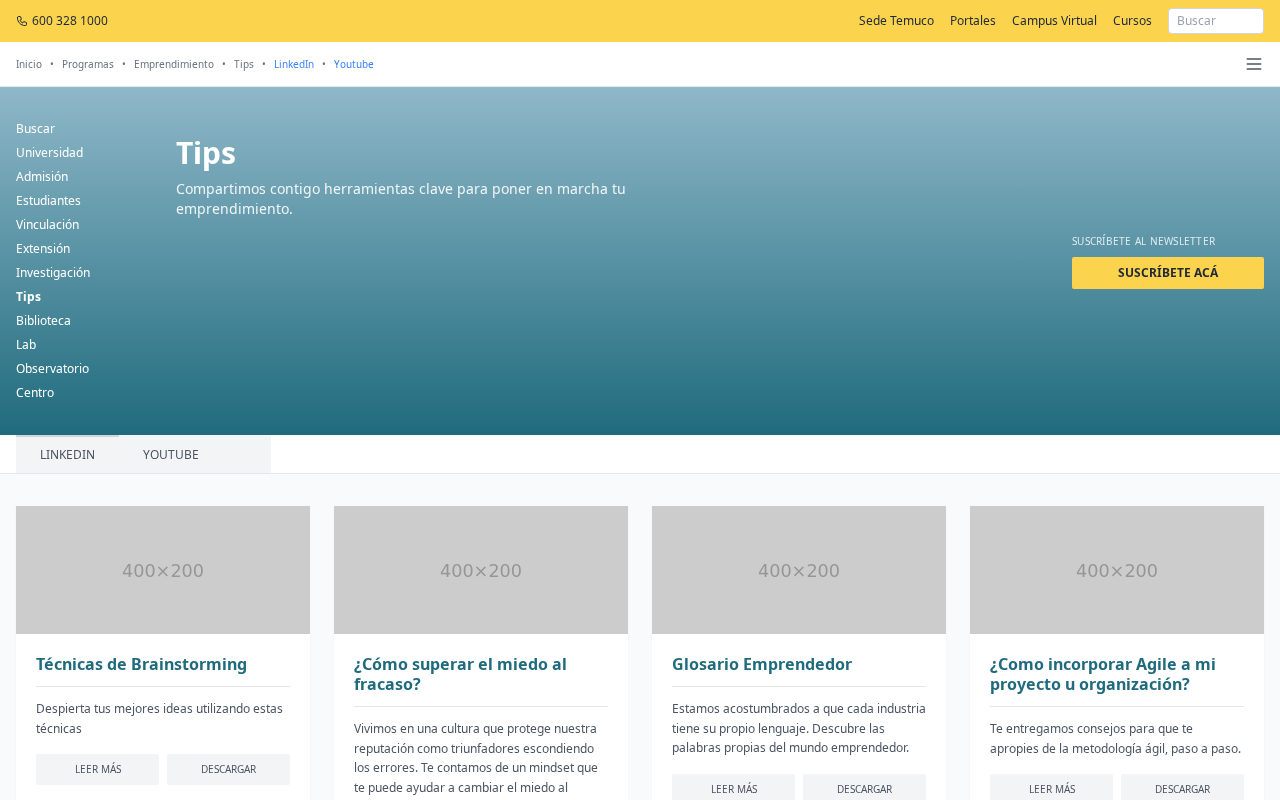 600 328 1000
Sede Temuco Portales Campus Virtual Cursos Buscar
Inicio • Programas • Emprendimiento • Tips • LinkedIn • Youtube
Buscar
Universidad
Admisión
Estudiantes
Vinculación
Extensión
Investigación
Tips
Biblioteca
Lab
Observatorio
Centro
Tips
Compartimos contigo herramientas clave para poner en marcha tu
emprendimiento.
SUSCRÍBETE AL NEWSLETTER
SUSCRÍBETE ACÁ
LINKEDIN YOUTUBE
400×200
Técnicas de Brainstorming
Despierta tus mejores ideas utilizando estas
técnicas
LEER MÁS DESCARGAR
400×200
¿Cómo superar el miedo al
fracaso?
Vivimos en una cultura que protege nuestra
reputación como triunfadores escondiendo
los errores. Te contamos de un mindset que
te puede ayudar a cambiar el miedo al
400×200
Glosario Emprendedor
Estamos acostumbrados a que cada industria
tiene su propio lenguaje. Descubre las
palabras propias del mundo emprendedor.
LEER MÁS DESCARGAR
400×200
¿Como incorporar Agile a mi
proyecto u organización?
Te entregamos consejos para que te
apropies de la metodología ágil, paso a paso.
LEER MÁS DESCARGAR